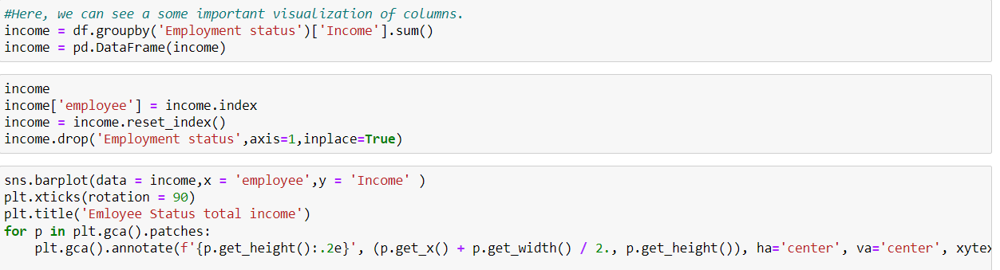 #Here, we can see a some important visualization of columns.
income = df.groupby('Employment status')['Income'].sum()
income = pd.DataFrame(income)
income
income['employee'] = income.index
income = income.reset_index()
income.drop('Employment status',axis=1,inplace=True)
sns.barplot(data = income,x = 'employee',y = 'Income' )
plt.xticks(rotation = 90)
plt.title('Emloyee Status total income')
for p in plt.gca().patches:
    plt.gca().annotate(f'{p.get_height():.2e}', (p.get_x() + p.get_width() / 2., p.get_height()), ha='center', va='center',